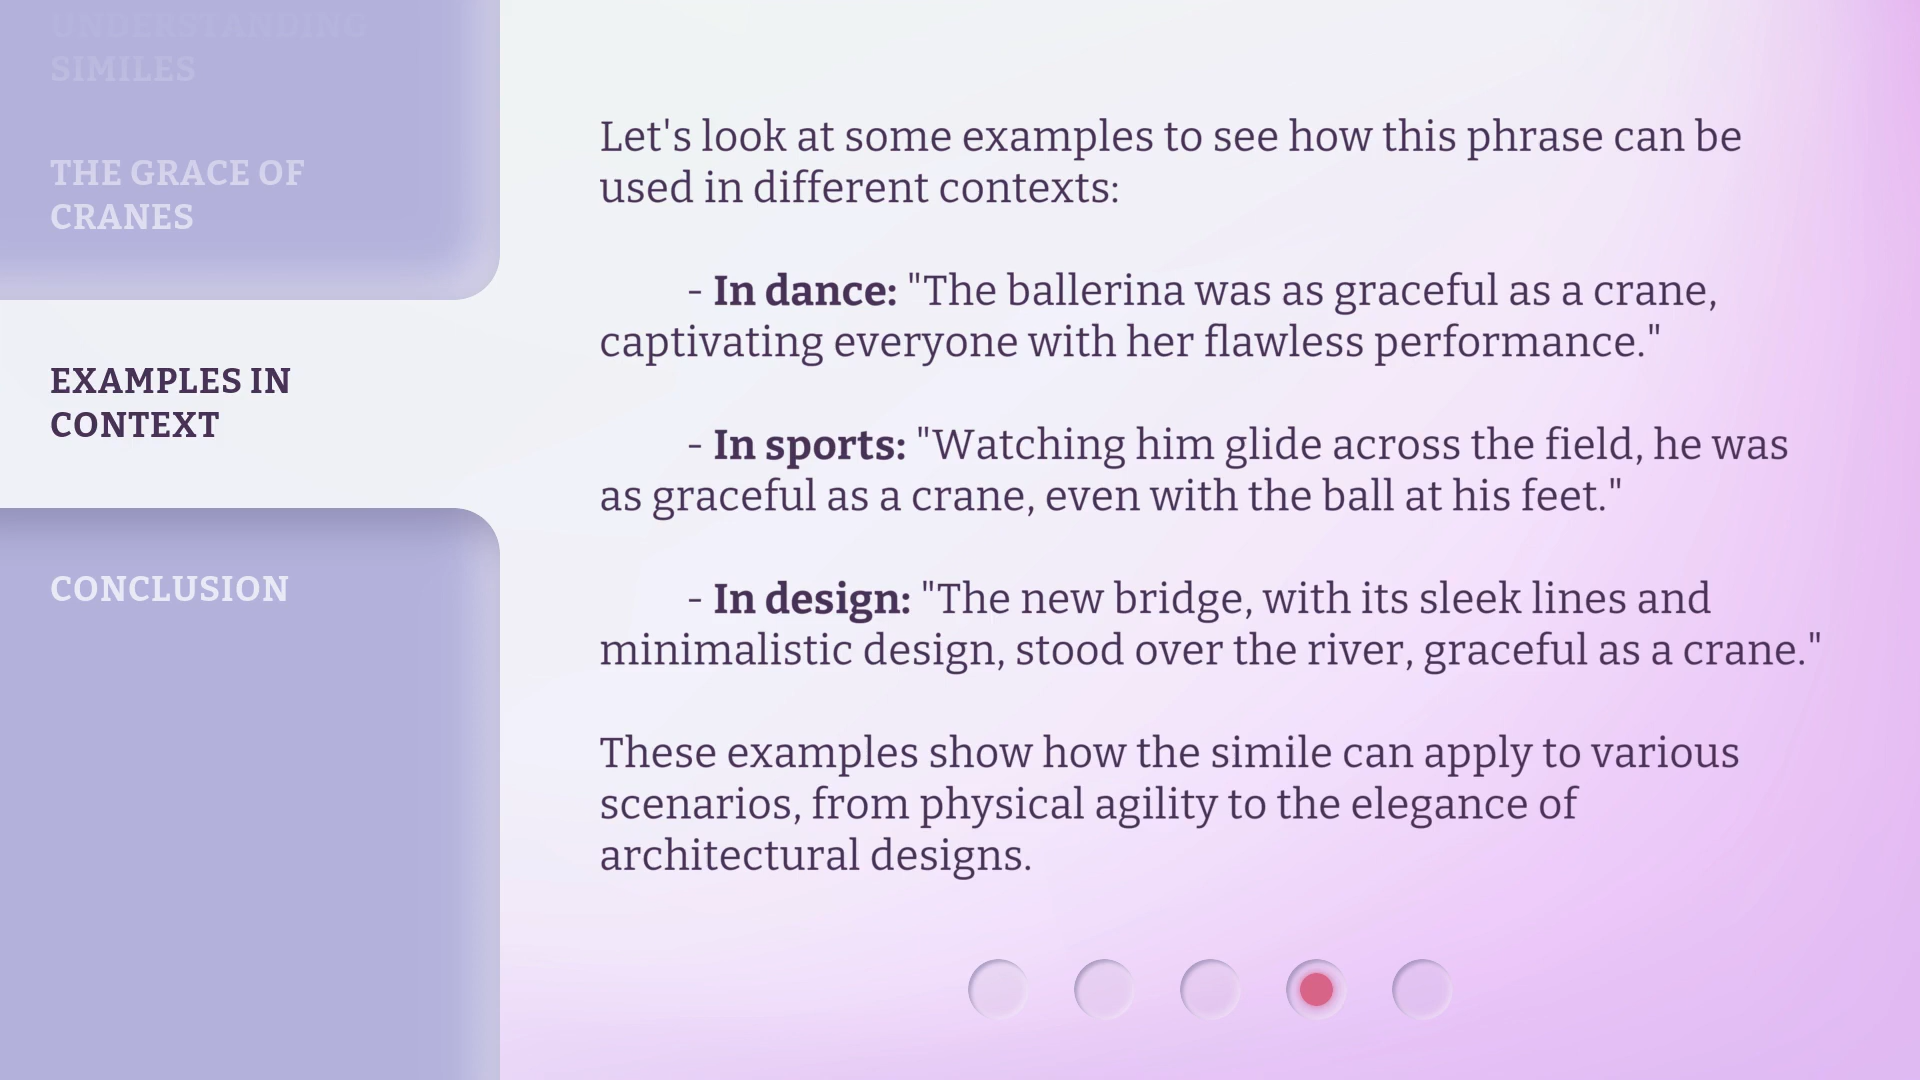 UNDERSTANDING
SIMILES
THE GRACE OF
CRANES
EXAMPLES IN
CONTEXT
CONCLUSION
Let's look at some examples to see how this phrase can be
used in different contexts:
- In dance: "The ballerina was as graceful as a crane,
captivating everyone with her flawless performance."
- In sports: "Watching him glide across the field, he was
as graceful as a crane, even with the ball at his feet."
- In design: "The new bridge, with its sleek lines and
minimalistic design, stood over the river, graceful as a crane."
These examples show how the simile can apply to various
scenarios, from physical agility to the elegance of
architectural designs.